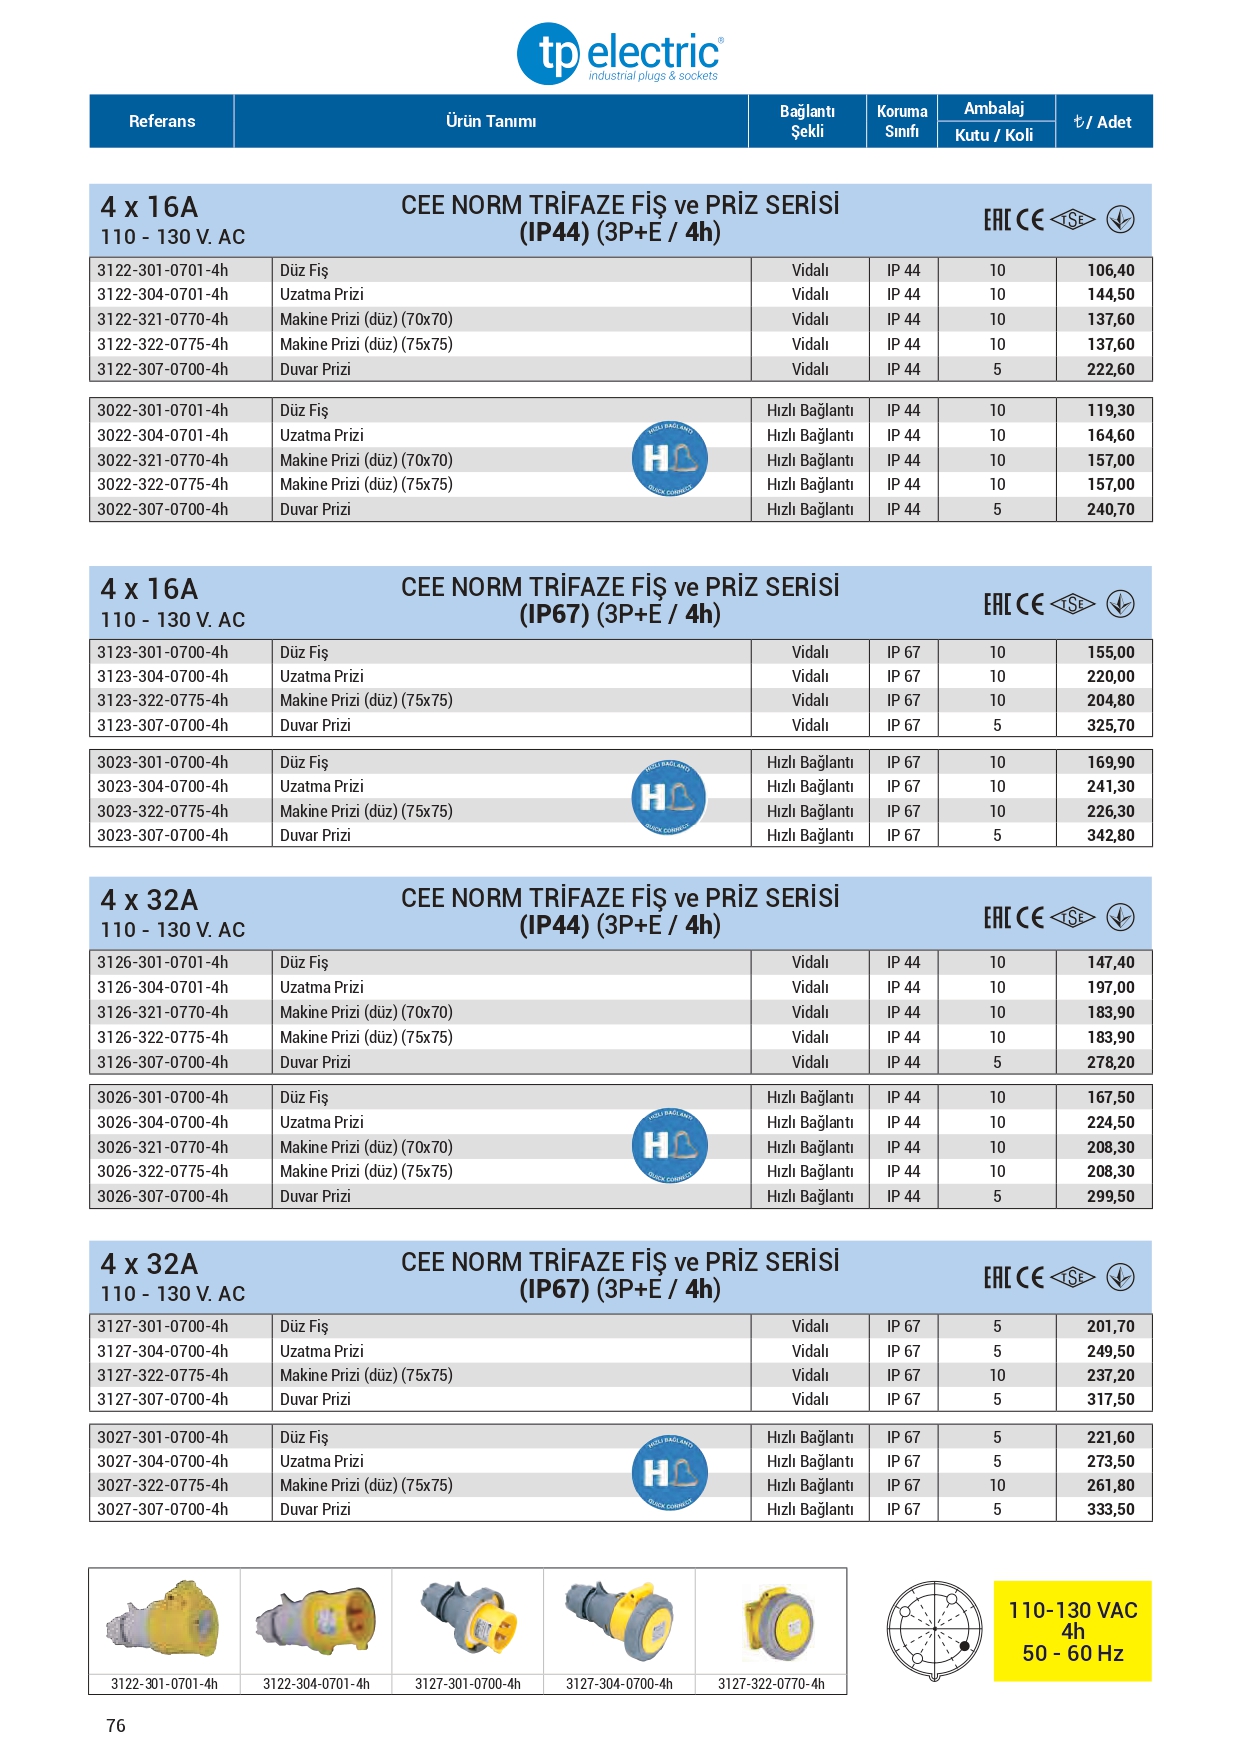 tp electric®
industrial plugs & sockets
Referans Ürün Tanımı Bağlantı Şekli Koruma Sınıfı Ambalaj Kutu / Koli ₺/ Adet
4 x 16A CEE NORM TRİFAZE FİŞ ve PRİZ SERİSİ
110 - 130 V. AC (IP44) (3P+E / 4h) EAC CE TSE
3122-301-0701-4h Düz Fiş Vidalı IP 44 10 106,40
3122-304-0701-4h Uzatma Prizi Vidalı IP 44 10 144,50
3122-321-0770-4h Makine Prizi (düz) (70x70) Vidalı IP 44 10 137,60
3122-322-0775-4h Makine Prizi (düz) (75x75) Vidalı IP 44 10 137,60
3122-307-0700-4h Duvar Prizi Vidalı IP 44 5 222,60
3022-301-0701-4h Düz Fiş Hızlı Bağlantı IP 44 10 119,30
3022-304-0701-4h Uzatma Prizi Hızlı Bağlantı IP 44 10 164,60
3022-321-0770-4h Makine Prizi (düz) (70x70) Hızlı Bağlantı IP 44 10 157,00
3022-322-0775-4h Makine Prizi (düz) (75x75) Hızlı Bağlantı IP 44 10 157,00
3022-307-0700-4h Duvar Prizi Hızlı Bağlantı IP 44 5 240,70
HIZLI BAĞLANTI
HB
QUICK CONNECT
4 x 16A CEE NORM TRİFAZE FİŞ ve PRİZ SERİSİ
110 - 130 V. AC (IP67) (3P+E / 4h) EAC CE TSE
3123-301-0700-4h Düz Fiş Vidalı IP 67 10 155,00
3123-304-0700-4h Uzatma Prizi Vidalı IP 67 10 220,00
3123-322-0775-4h Makine Prizi (düz) (75x75) Vidalı IP 67 10 204,80
3123-307-0700-4h Duvar Prizi Vidalı IP 67 5 325,70
3023-301-0700-4h Düz Fiş Hızlı Bağlantı IP 67 10 169,90
3023-304-0700-4h Uzatma Prizi Hızlı Bağlantı IP 67 10 241,30
3023-322-0775-4h Makine Prizi (düz) (75x75) Hızlı Bağlantı IP 67 10 226,30
3023-307-0700-4h Duvar Prizi Hızlı Bağlantı IP 67 5 342,80
HIZLI BAĞLANTI
HB
QUICK CONNECT
4 x 32A CEE NORM TRİFAZE FİŞ ve PRİZ SERİSİ
110 - 130 V. AC (IP44) (3P+E / 4h) EAC CE TSE
3126-301-0701-4h Düz Fiş Vidalı IP 44 10 147,40
3126-304-0701-4h Uzatma Prizi Vidalı IP 44 10 197,00
3126-321-0770-4h Makine Prizi (düz) (70x70) Vidalı IP 44 10 183,90
3126-322-0775-4h Makine Prizi (düz) (75x75) Vidalı IP 44 10 183,90
3126-307-0700-4h Duvar Prizi Vidalı IP 44 5 278,20
3026-301-0700-4h Düz Fiş Hızlı Bağlantı IP 44 10 167,50
3026-304-0700-4h Uzatma Prizi Hızlı Bağlantı IP 44 10 224,50
3026-321-0770-4h Makine Prizi (düz) (70x70) Hızlı Bağlantı IP 44 10 208,30
3026-322-0775-4h Makine Prizi (düz) (75x75) Hızlı Bağlantı IP 44 10 208,30
3026-307-0700-4h Duvar Prizi Hızlı Bağlantı IP 44 5 299,50
HIZLI BAĞLANTI
HB
QUICK CONNECT
4 x 32A CEE NORM TRİFAZE FİŞ ve PRİZ SERİSİ
110 - 130 V. AC (IP67) (3P+E / 4h) EAC CE TSE
3127-301-0700-4h Düz Fiş Vidalı IP 67 5 201,70
3127-304-0700-4h Uzatma Prizi Vidalı IP 67 5 249,50
3127-322-0775-4h Makine Prizi (düz) (75x75) Vidalı IP 67 10 237,20
3127-307-0700-4h Duvar Prizi Vidalı IP 67 5 317,50
3027-301-0700-4h Düz Fiş Hızlı Bağlantı IP 67 5 221,60
3027-304-0700-4h Uzatma Prizi Hızlı Bağlantı IP 67 5 273,50
3027-322-0775-4h Makine Prizi (düz) (75x75) Hızlı Bağlantı IP 67 10 261,80
3027-307-0700-4h Duvar Prizi Hızlı Bağlantı IP 67 5 333,50
HIZLI BAĞLANTI
HB
QUICK CONNECT
3122-301-0701-4h 3122-304-0701-4h 3127-301-0700-4h 3127-304-0700-4h 3127-322-0770-4h
110-130 VAC
4h
50 - 60 Hz
76